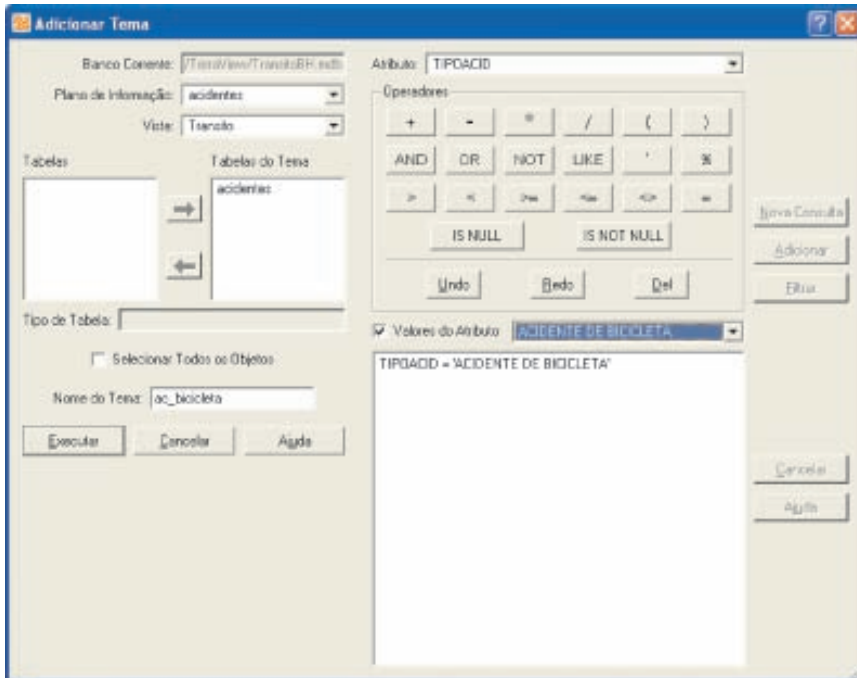 Adicionar Tema
Banco Corrente: /TerraView/TransitoBH.mdb
Plano de Informação: acidentes
Vista: Transito
Tabelas
Tabelas do Tema
acidentes
Tipo de Tabela:
Selecionar Todos os Objetos
Nome do Tema: ac_bicicleta
Executar Cancelar Ajuda
Atributo: TIPOACID
Operadores
+ - * / ( )
AND OR NOT LIKE ' %
> < >= <= <> =
IS NULL IS NOT NULL
Undo Redo Del
Valores do Atributo ACIDENTE DE BICICLETA
TIPOACID = 'ACIDENTE DE BICICLETA'
Nova Consulta
Adicionar
Filtrar
Cancelar
Ajuda